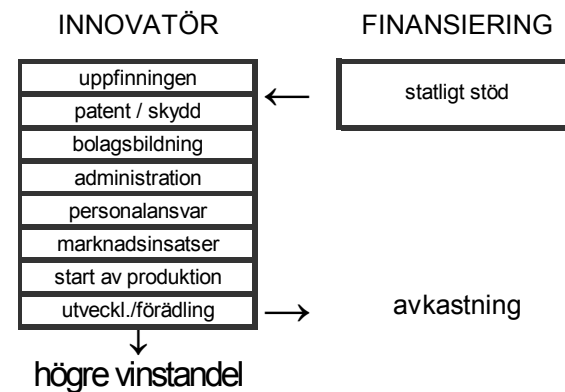 INNOVATÖR
FINANSIERING
uppfinningen
patent / skydd
bolagsbildning
administration
personalansvar
marknadsinsatser
start av produktion
utveckl./förädling
högre vinstandel
statligt stöd
avkastning